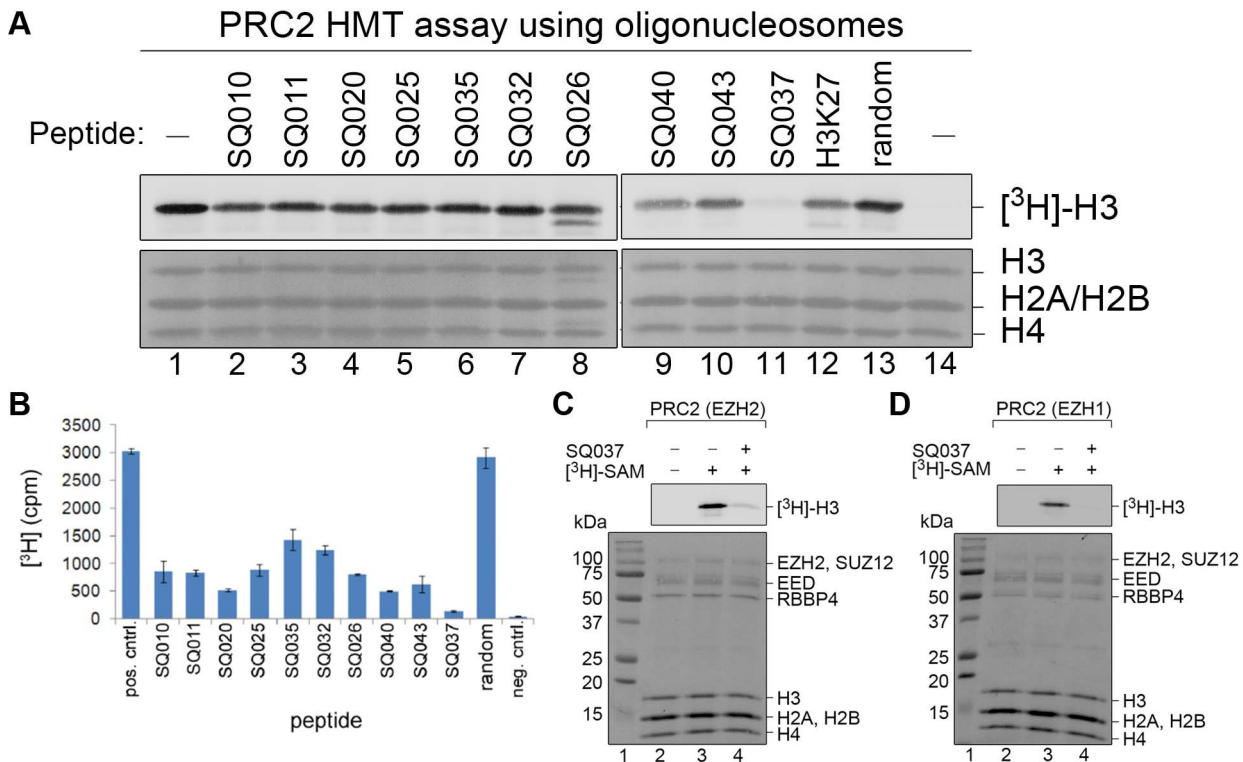 A
PRC2 HMT assay using oligonucleosomes
Peptide: — SQ010 SQ011 SQ020 SQ025 SQ035 SQ032 SQ026 SQ040 SQ043 SQ037 H3K27 random —
[³H]-H3
H3
H2A/H2B
H4
1 2 3 4 5 6 7 8 9 10 11 12 13 14
B
[³H] (cpm)
3500
3000
2500
2000
1500
1000
500
0
pos. cntrl. SQ010 SQ011 SQ020 SQ025 SQ035 SQ032 SQ026 SQ040 SQ043 SQ037 random neg. cntrl.
peptide
C
PRC2 (EZH2)
SQ037 – – +
[³H]-SAM – + +
[³H]-H3
kDa
100
75
50
37
25
20
15
EZH2, SUZ12
EED
RBBP4
H3
H2A, H2B
H4
1 2 3 4
D
PRC2 (EZH1)
SQ037 +
[³H]-SAM – + +
[³H]-H3
kDa
100
75
50
37
25
20
15
EZH2, SUZ12
EED
RBBP4
H3
H2A, H2B
H4
1 2 3 4